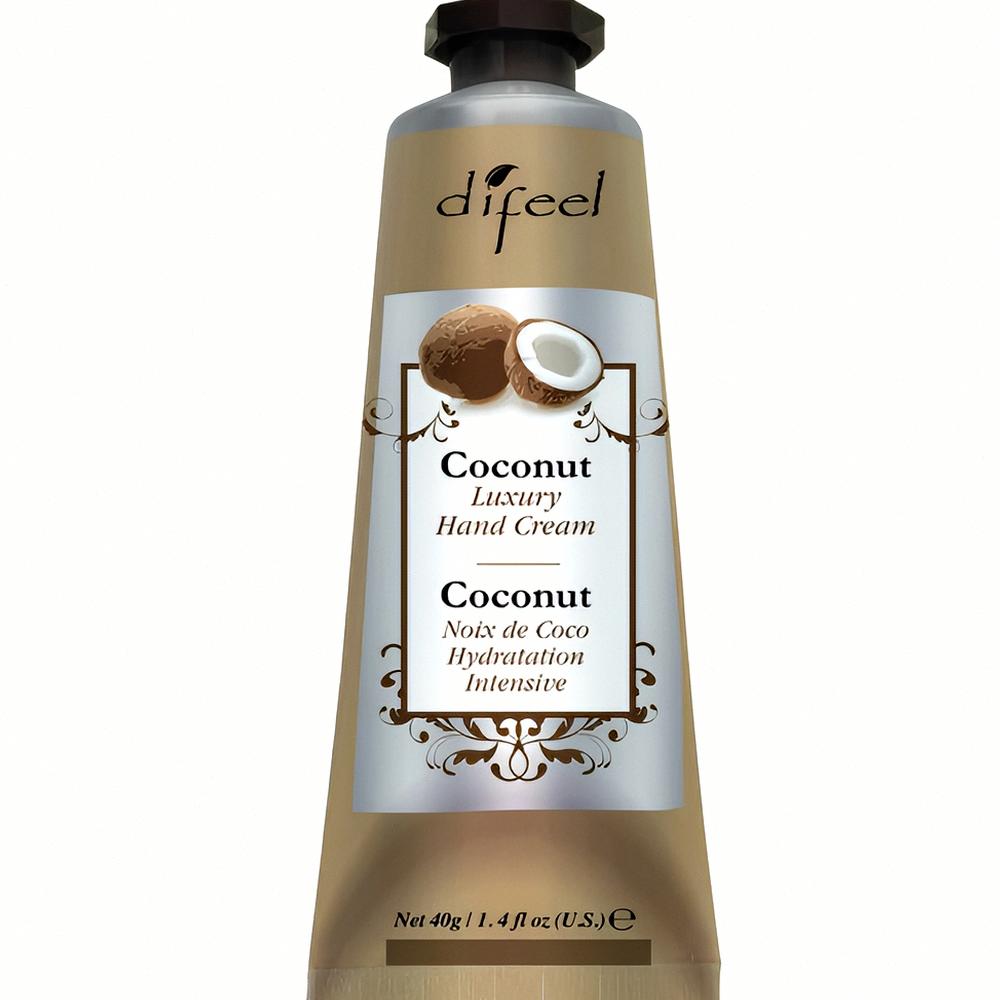 difeel
Coconut
Luxury
Hand Cream
Coconut
Noix de Coco
Hydratation
Intensive
Net 40g / 1.4 fl oz (U.S.) ℮